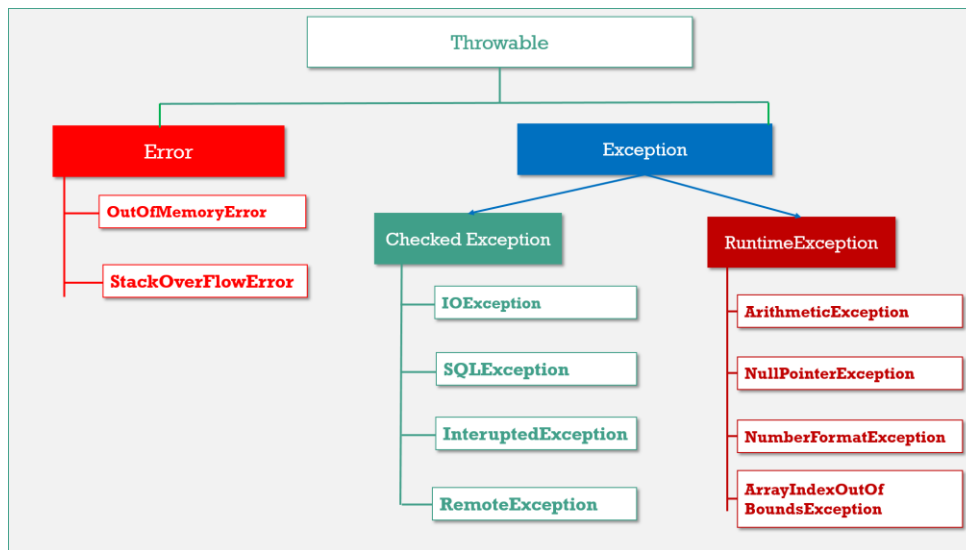 Throwable
Error
Exception
OutOfMemoryError
StackOverFlowError
Checked Exception
RuntimeException
IOException
SQLException
InteruptedException
RemoteException
ArithmeticException
NullPointerException
NumberFormatException
ArrayIndexOutOf
BoundsException